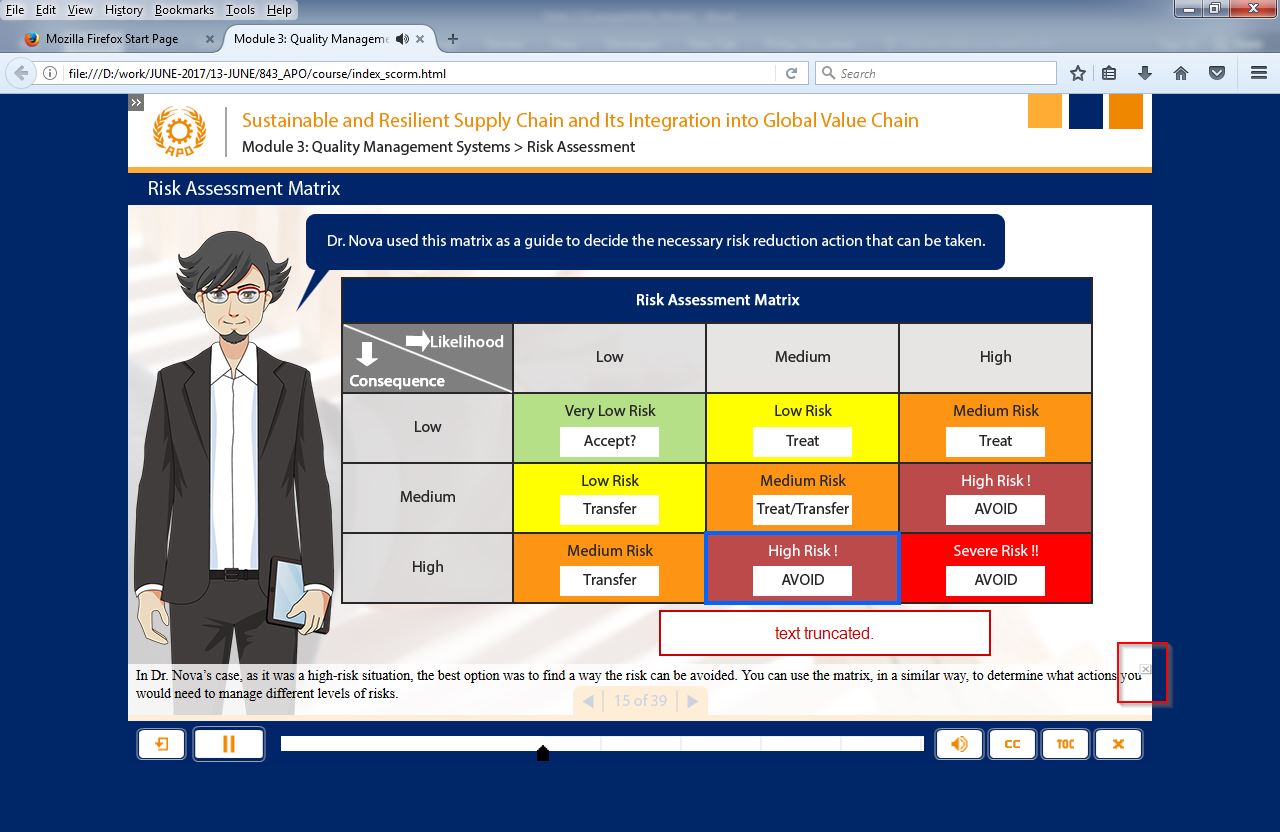 File Edit View History Bookmarks Tools Help
Mozilla Firefox Start Page
Module 3: Quality Manageme
file:///D:/work/JUNE-2017/13-JUNE/843_APO/course/index_scorm.html
Search
APO
Sustainable and Resilient Supply Chain and Its Integration into Global Value Chain
Module 3: Quality Management Systems > Risk Assessment
Risk Assessment Matrix
Dr. Nova used this matrix as a guide to decide the necessary risk reduction action that can be taken.
Risk Assessment Matrix
Likelihood
Consequence
Low Medium High
Low
Very Low Risk Low Risk Medium Risk
Accept? Treat Treat
Medium
Low Risk Medium Risk High Risk !
Transfer Treat/Transfer AVOID
High
Medium Risk High Risk ! Severe Risk !!
Transfer AVOID AVOID
text truncated.
In Dr. Nova's case, as it was a high-risk situation, the best option was to find a way the risk can be avoided. You can use the matrix, in a similar way, to determine what actions you
would need to manage different levels of risks.
15 of 39
CC
TOC